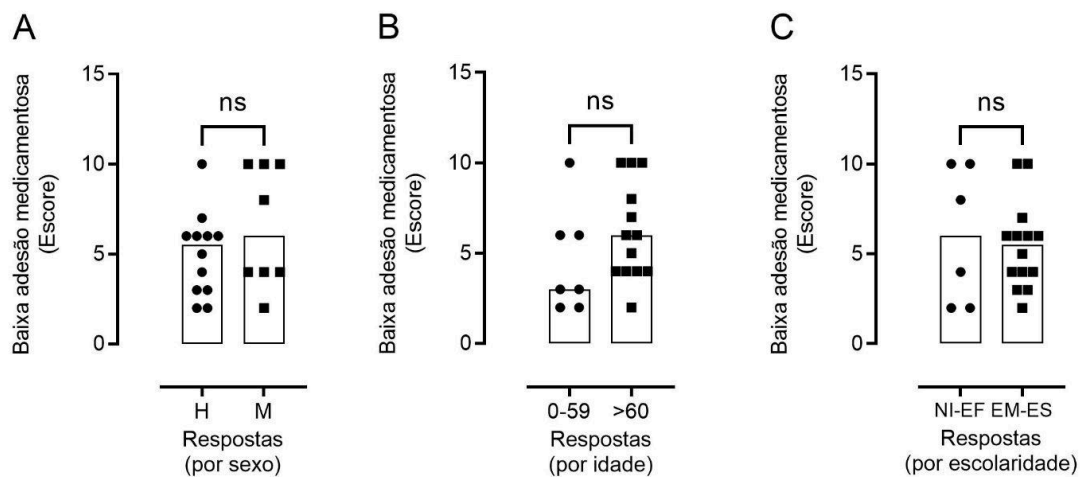 A
Baixa adesão medicamentosa
(Escore)
15
10
5
0
ns
H M
Respostas
(por sexo)
B
Baixa adesão medicamentosa
(Escore)
15
10
5
0
ns
0-59 >60
Respostas
(por idade)
C
Baixa adesão medicamentosa
(Escore)
15
10
5
0
ns
NI-EF EM-ES
Respostas
(por escolaridade)